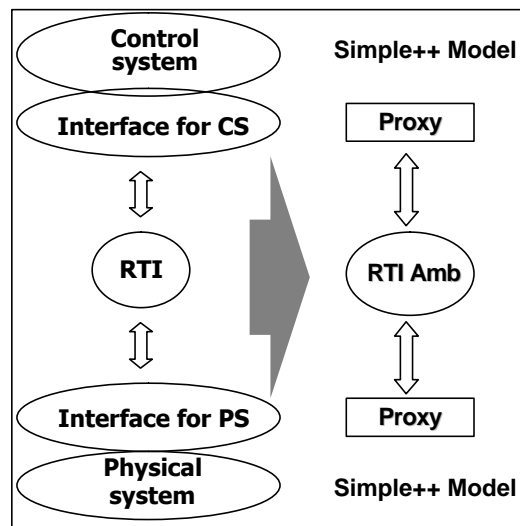 Control
system
Simple++ Model
Interface for CS
Proxy
RTI
RTI Amb
Interface for PS
Proxy
Physical
system
Simple++ Model